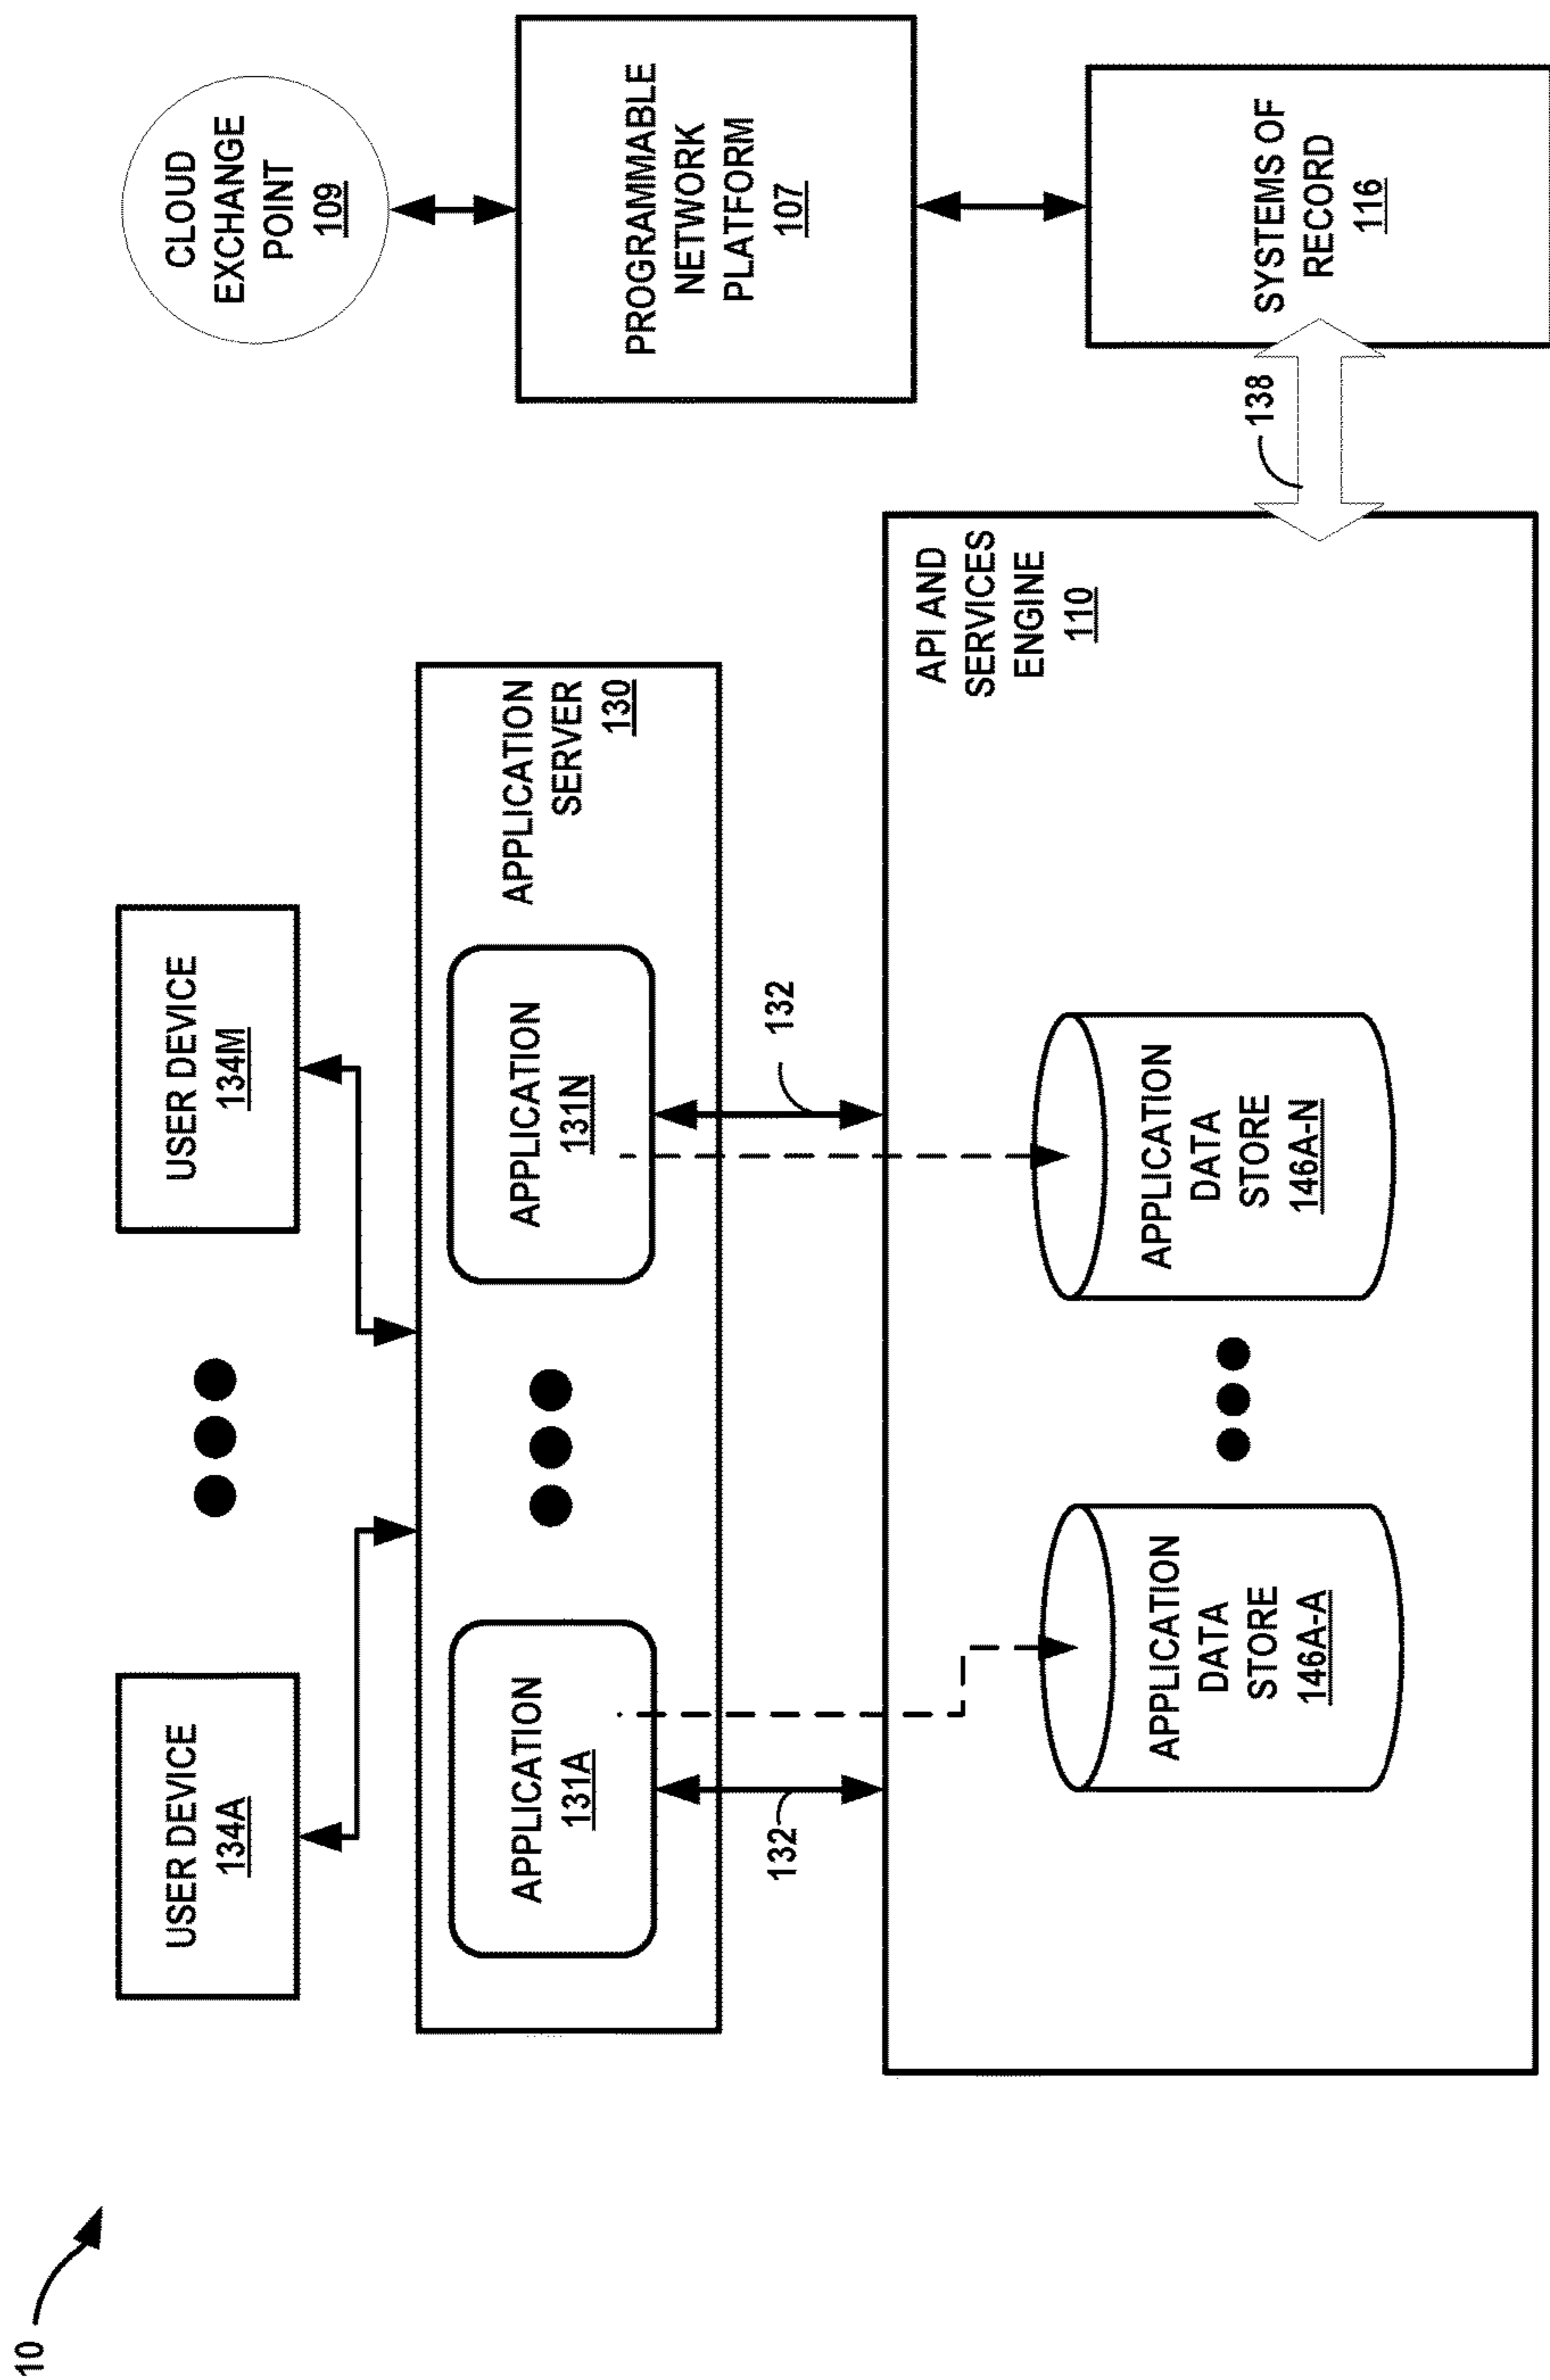 10
USER DEVICE
134A
USER DEVICE
134M
CLOUD
EXCHANGE
POINT
109
APPLICATION
131A
APPLICATION
131N
APPLICATION
SERVER
130
PROGRAMMABLE
NETWORK
PLATFORM
107
132
132
API AND
SERVICES
ENGINE
110
138
APPLICATION
DATA
STORE
146A-A
APPLICATION
DATA
STORE
146A-N
SYSTEMS OF
RECORD
116